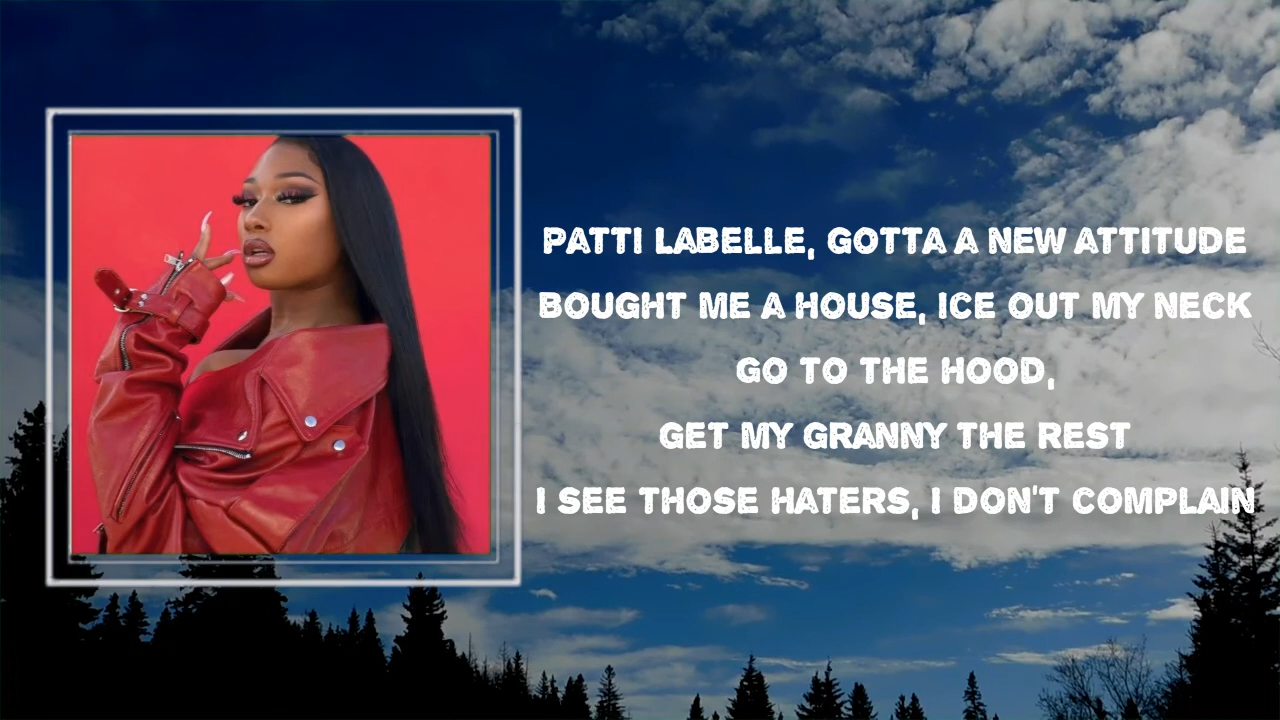 PATTI LABELLE, GOTTA A NEW ATTITUDE
BOUGHT ME A HOUSE, ICE OUT MY NECK
GO TO THE HOOD,
GET MY GRANNY THE REST
I SEE THOSE HATERS, I DON'T COMPLAIN